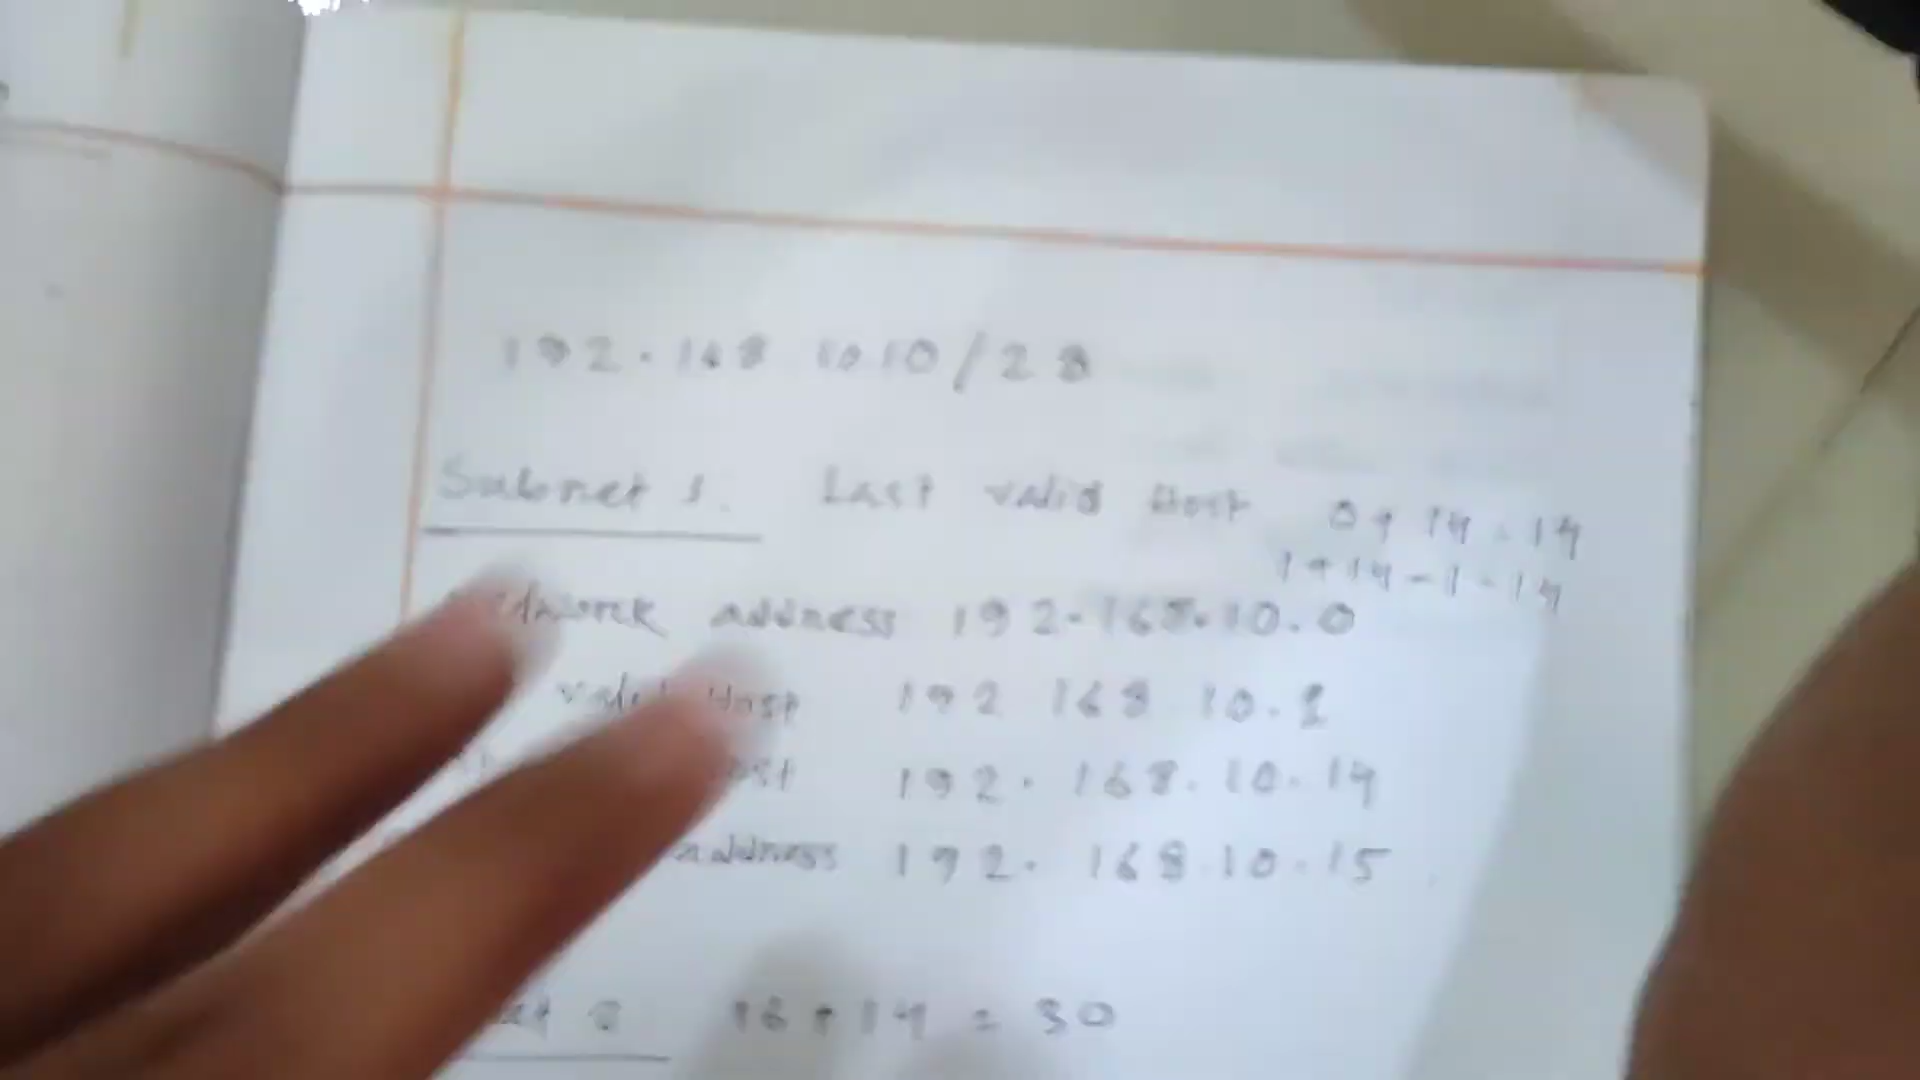 192.168 10 10/28
Subnet 1. Last valid Host 0+14=14
1+14-1-14
address 192.168.10.0
valid Host 192 168 10.1
192.168.10.14
address 192.168.10.15
2 16+14=30